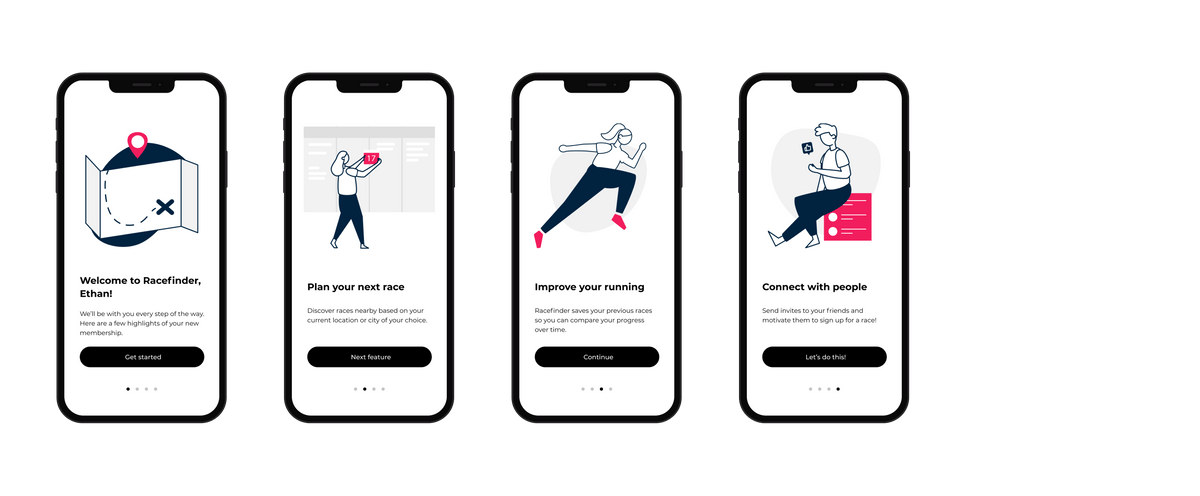 Welcome to Racefinder,
Ethan!
We'll be with you every step of the way.
Here are a few highlights of your new
membership.
Get started
17
Plan your next race
Discover races nearby based on your
current location or city of your choice.
Next feature
Improve your running
Racefinder saves your previous races
so you can compare your progress
over time.
Continue
Connect with people
Send invites to your friends and
motivate them to sign up for a race!
Let's do this!